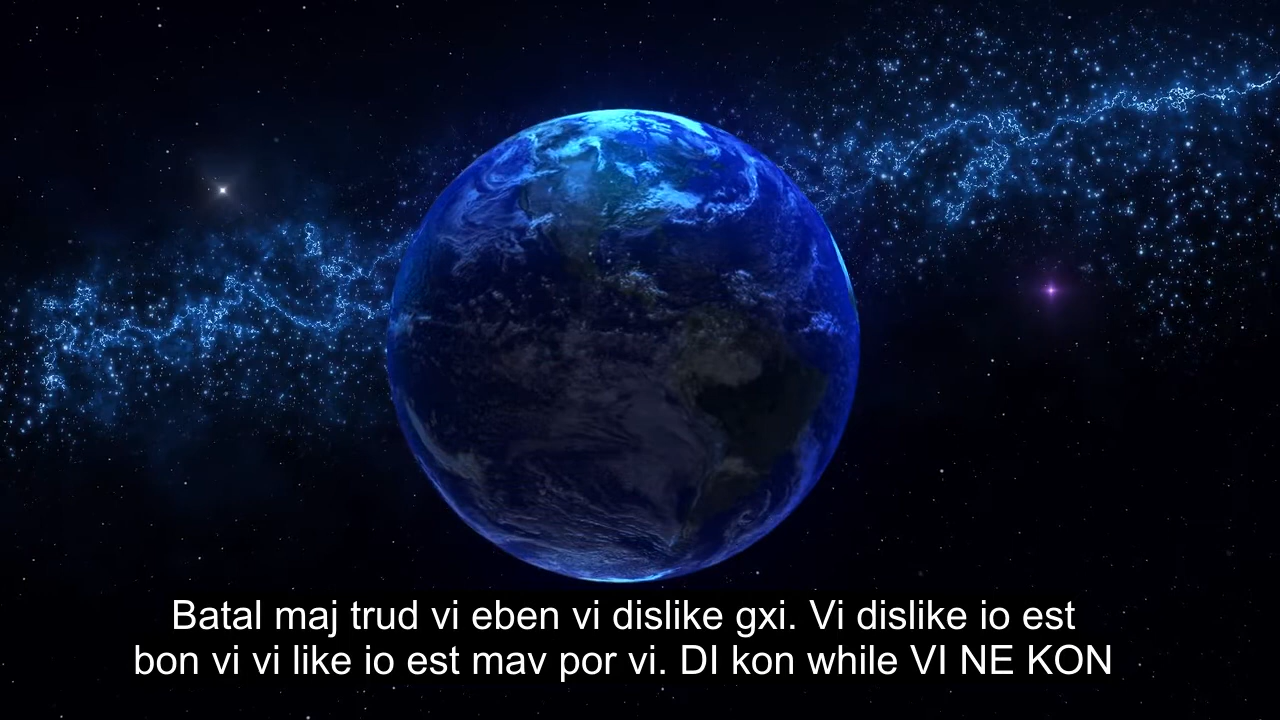 Batal maj trud vi eben vi dislike gxi. Vi dislike io est
bon vi vi like io est mav por vi. DI kon while VI NE KON